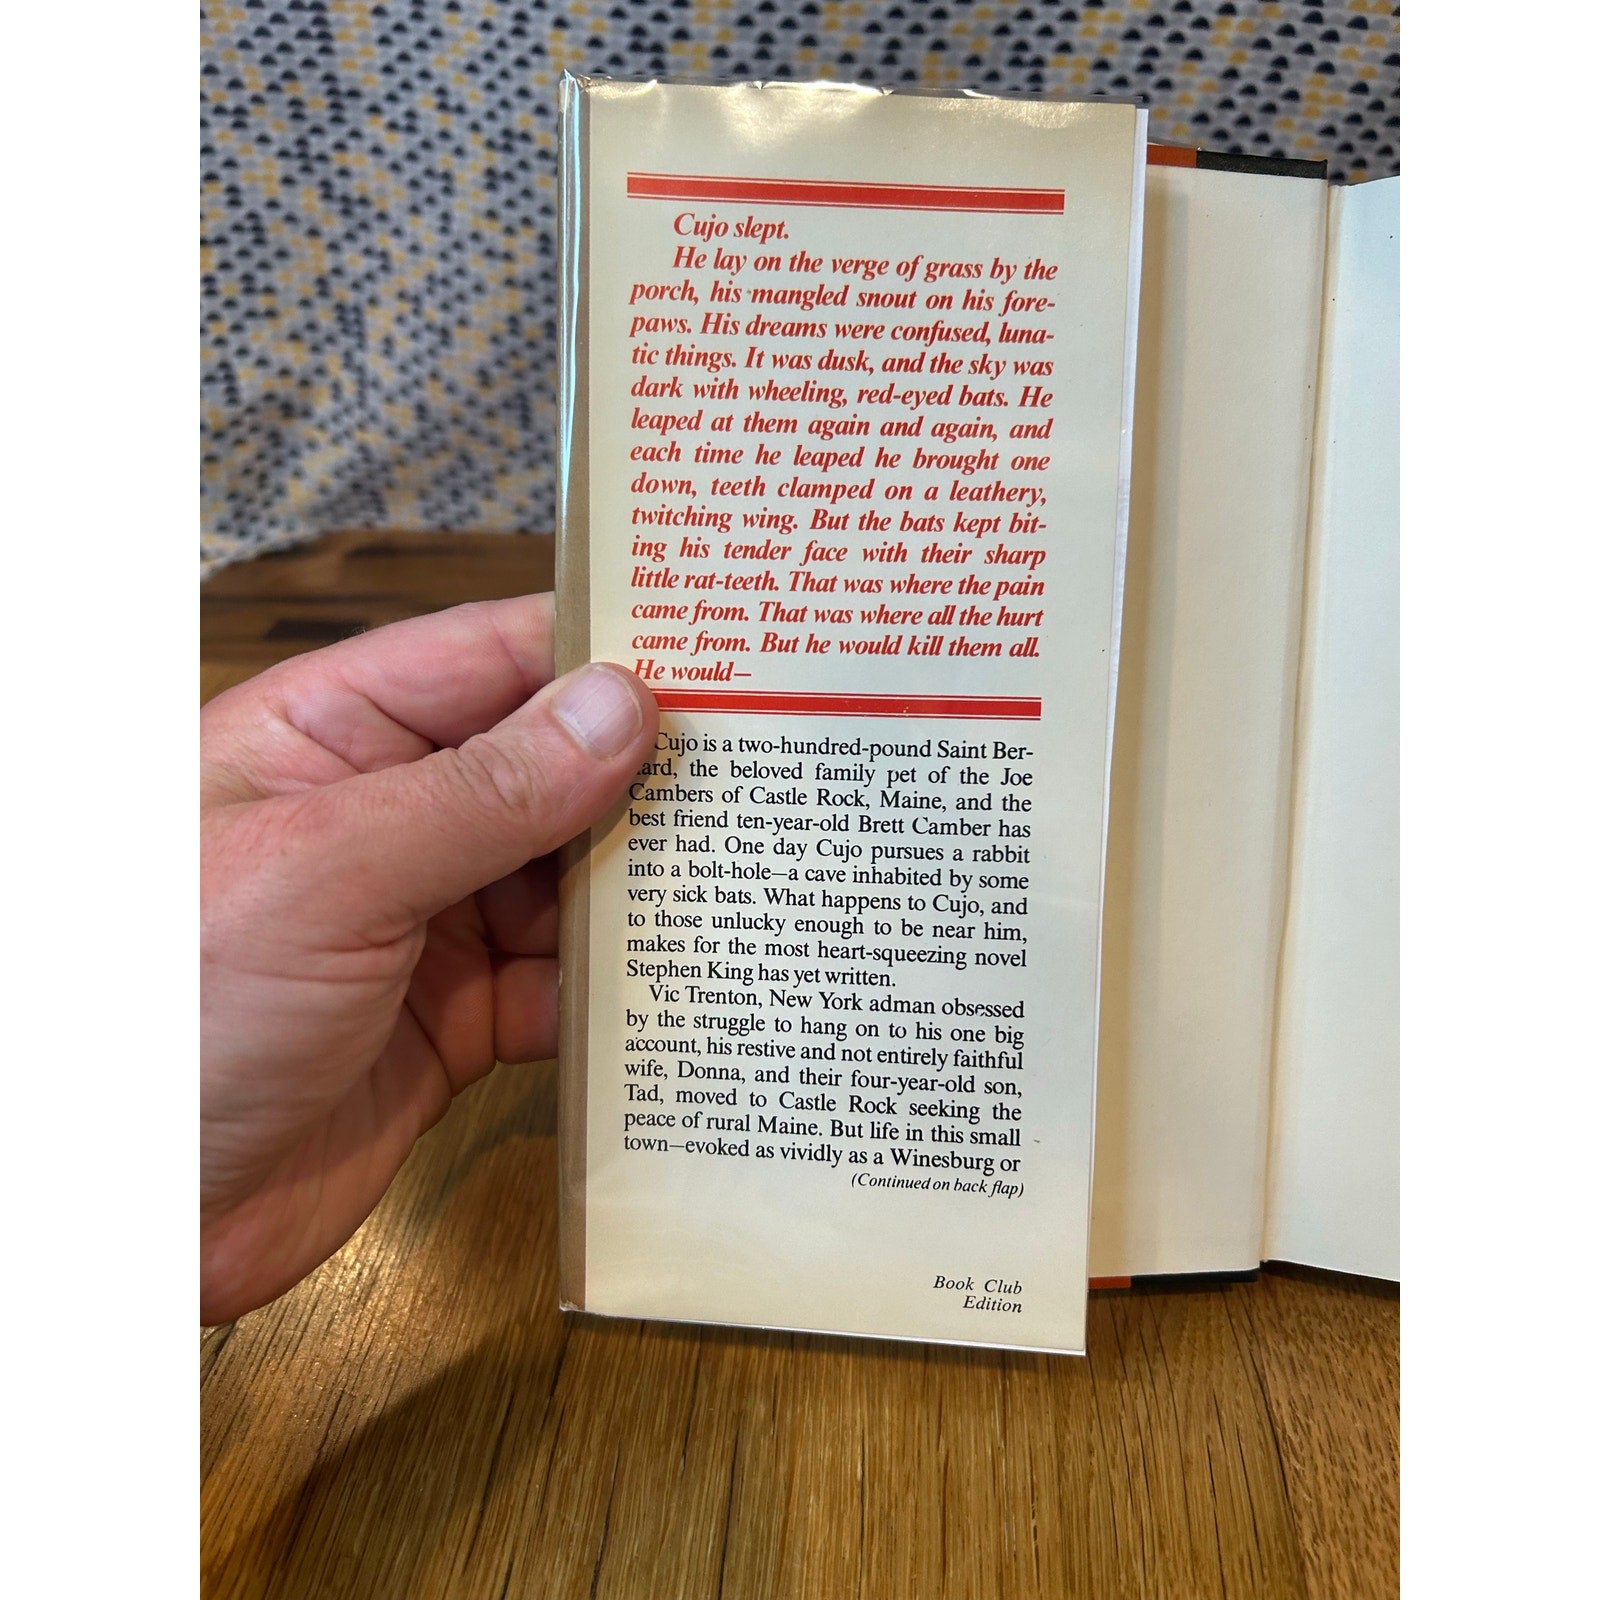 Cujo slept.
He lay on the verge of grass by the
porch, his mangled snout on his fore-
paws. His dreams were confused, luna-
tic things. It was dusk, and the sky was
dark with wheeling, red-eyed bats. He
leaped at them again and again, and
each time he leaped he brought one
down, teeth clamped on a leathery,
twitching wing. But the bats kept bit-
ing his tender face with their sharp
little rat-teeth. That was where the pain
came from. That was where all the hurt
came from. But he would kill them all.
He would—
Cujo is a two-hundred-pound Saint Ber-
nard, the beloved family pet of the Joe
Cambers of Castle Rock, Maine, and the
best friend ten-year-old Brett Camber has
ever had. One day Cujo pursues a rabbit
into a bolt-hole—a cave inhabited by some
very sick bats. What happens to Cujo, and
to those unlucky enough to be near him,
makes for the most heart-squeezing novel
Stephen King has yet written.
Vic Trenton, New York adman obsessed
by the struggle to hang on to his one big
account, his restive and not entirely faithful
wife, Donna, and their four-year-old son,
Tad, moved to Castle Rock seeking the
peace of rural Maine. But life in this small
town—evoked as vividly as a Winesburg or
(Continued on back flap)
Book Club
Edition